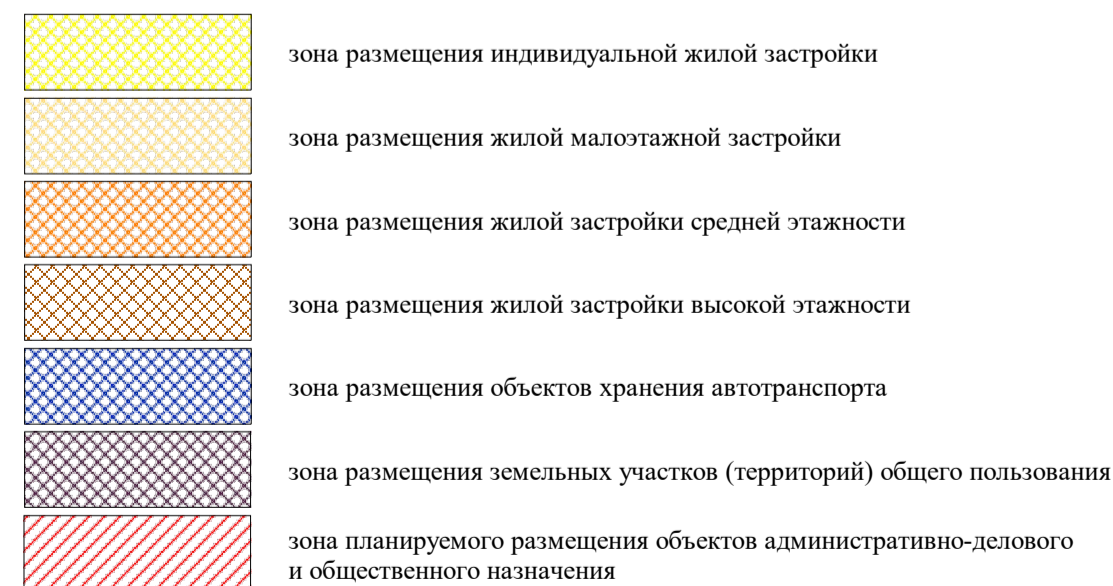 зона размещения индивидуальной жилой застройки
зона размещения жилой малоэтажной застройки
зона размещения жилой застройки средней этажности
зона размещения жилой застройки высокой этажности
зона размещения объектов хранения автотранспорта
зона размещения земельных участков (территорий) общего пользования
зона планируемого размещения объектов административно-делового
и общественного назначения